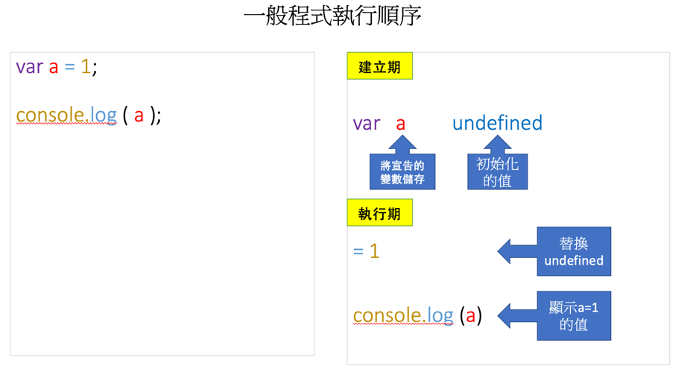 一般程式執行順序
var a = 1;
console.log ( a );
建立期
var a undefined
將宣告的
變數儲存
初始化
的值
執行期
= 1
替換
undefined
console.log (a)
顯示a=1
的值